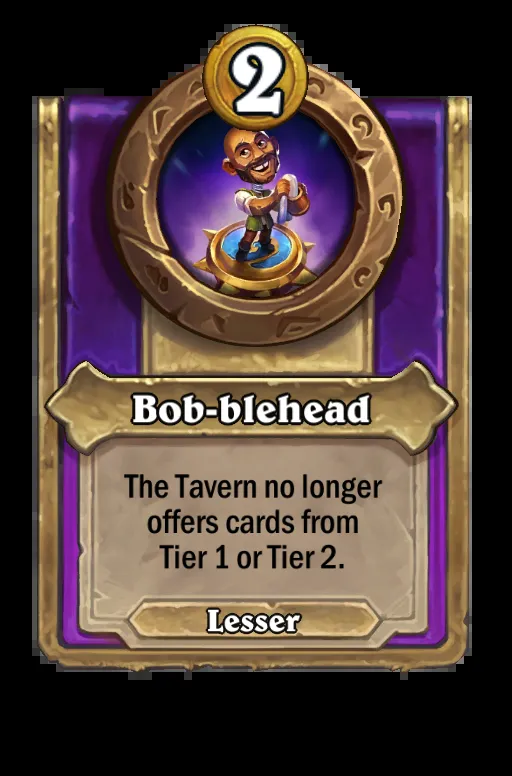 2
Bob-blehead
The Tavern no longer
offers cards from
Tier 1 or Tier 2.
Lesser